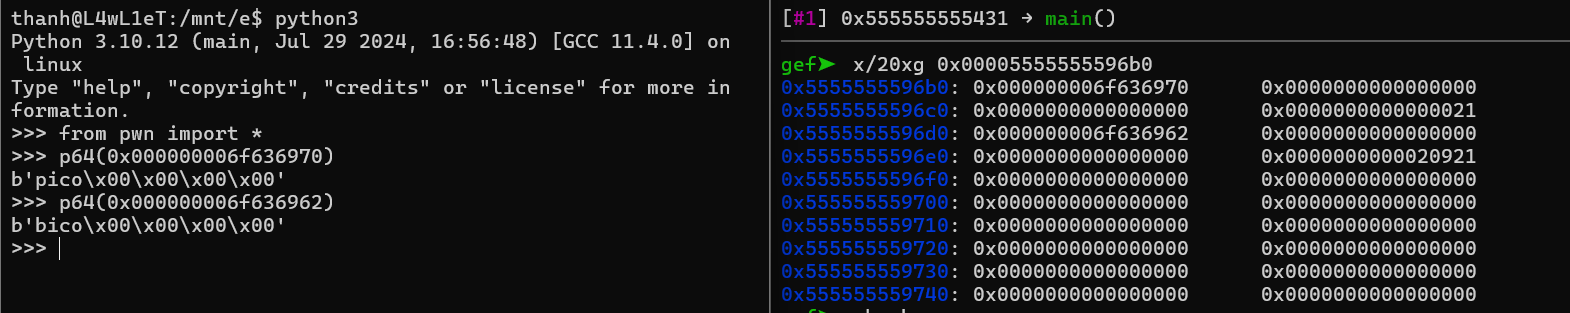 thanh@L4wL1eT:/mnt/e$ python3
Python 3.10.12 (main, Jul 29 2024, 16:56:48) [GCC 11.4.0] on
 linux
Type "help", "copyright", "credits" or "license" for more in
formation.
>>> from pwn import *
>>> p64(0x000000006f636970)
b'pico\x00\x00\x00\x00'
>>> p64(0x000000006f636962)
b'bico\x00\x00\x00\x00'
>>>
[#1] 0x555555555431 → main()
gef➤  x/20xg 0x00005555555596b0
0x5555555596b0: 0x000000006f636970 0x0000000000000000
0x5555555596c0: 0x0000000000000000 0x0000000000000021
0x5555555596d0: 0x000000006f636962 0x0000000000000000
0x5555555596e0: 0x0000000000000000 0x0000000000020921
0x5555555596f0: 0x0000000000000000 0x0000000000000000
0x555555559700: 0x0000000000000000 0x0000000000000000
0x555555559710: 0x0000000000000000 0x0000000000000000
0x555555559720: 0x0000000000000000 0x0000000000000000
0x555555559730: 0x0000000000000000 0x0000000000000000
0x555555559740: 0x0000000000000000 0x0000000000000000